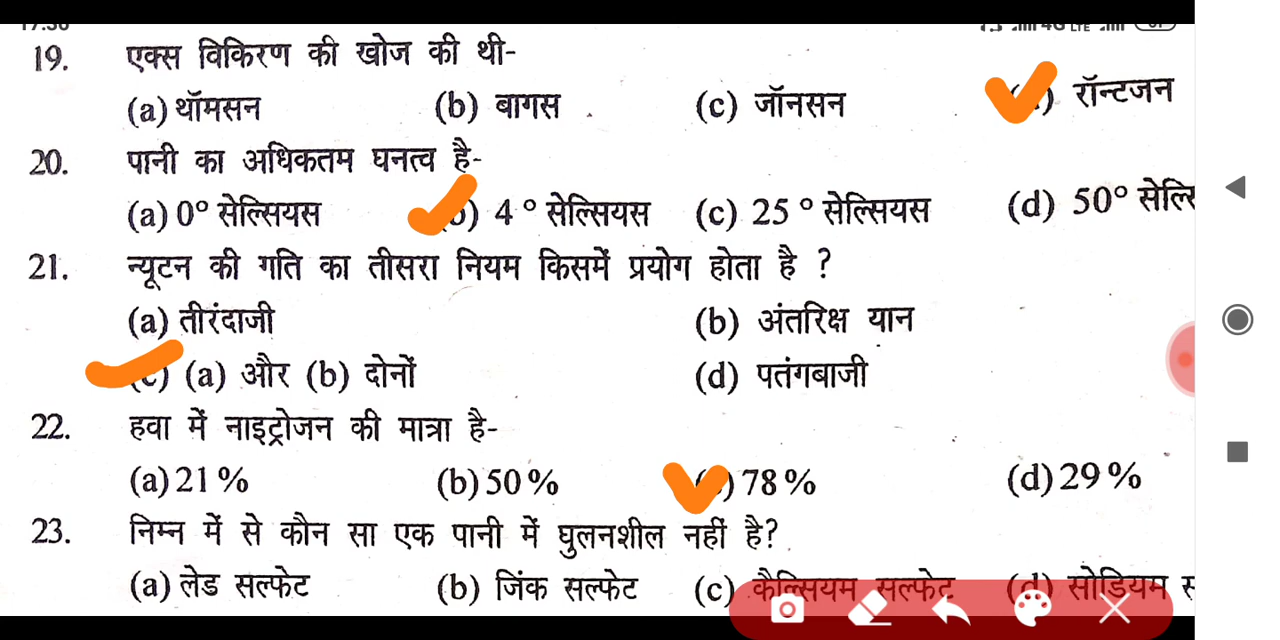 19. एक्स विकिरण की खोज की थी-
(a) थॉमसन (b) बागस (c) जॉनसन रॉन्टजन
20. पानी का अधिकतम घनत्व है-
(a) 0° सेल्सियस 4° सेल्सियस (c) 25° सेल्सियस (d) 50°
21. न्यूटन की गति का तीसरा नियम किसमें प्रयोग होता है ?
(a) तीरंदाजी (b) अंतरिक्ष यान
(c) (a) और (b) दोनों (d) पतंगबाजी
22. हवा में नाइट्रोजन की मात्रा है-
(a) 21% (b) 50% 78% (d) 29%
23. निम्न में से कौन सा एक पानी में घुलनशील नहीं है?
(a) लेड सल्फेट (b) जिंक सल्फेट (c) कैल्सियम सल्फेट (d) सोडियम